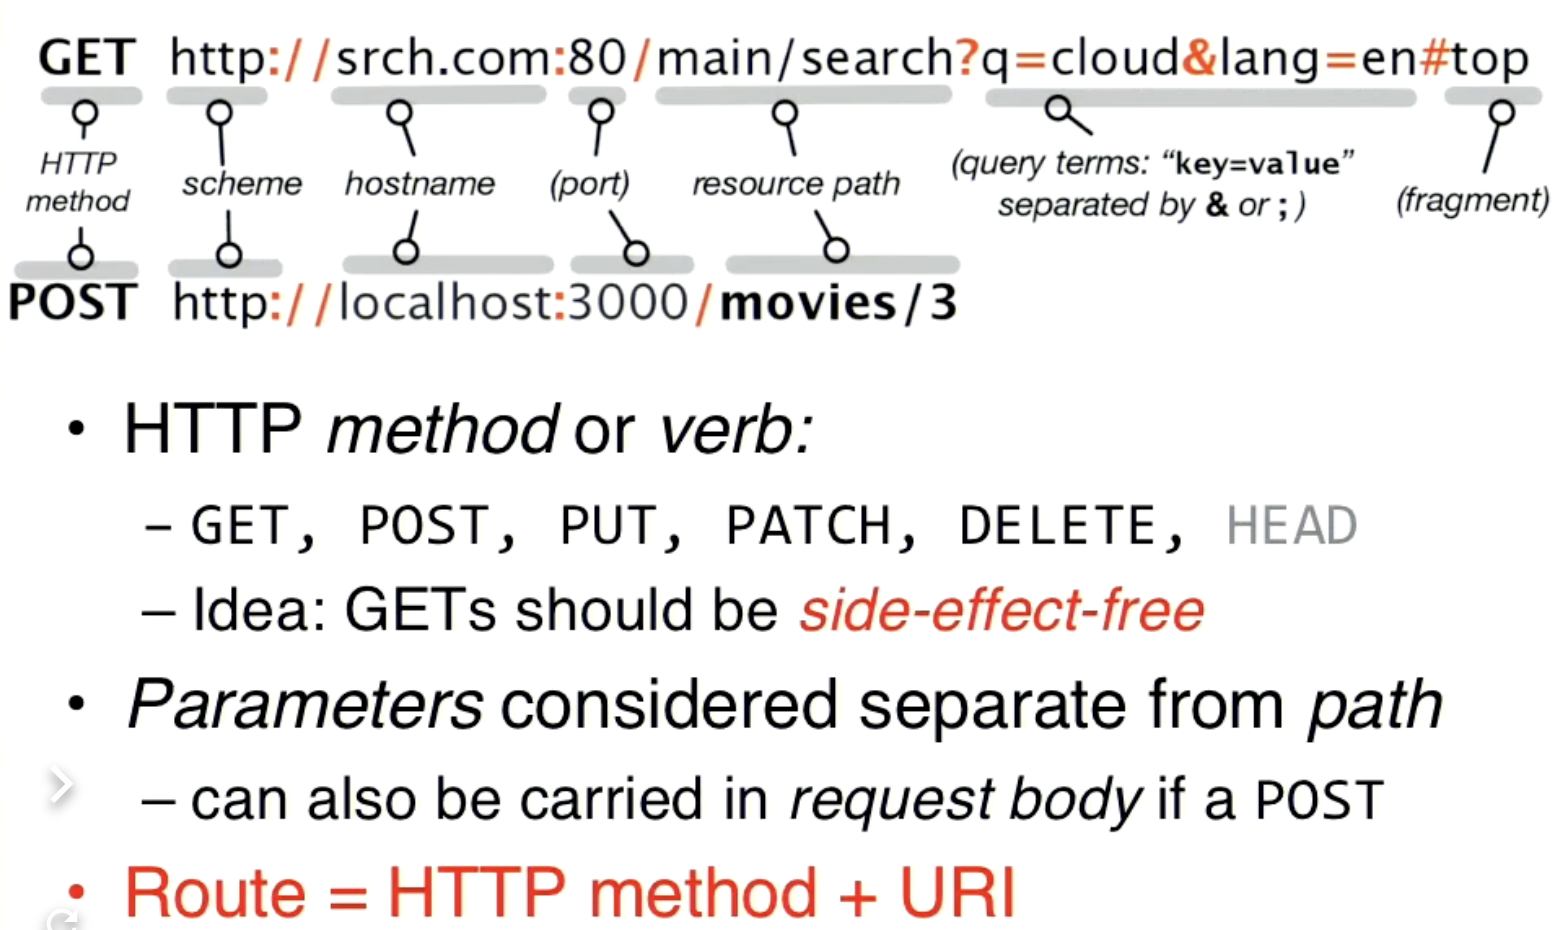 GET http://srch.com:80/main/search?q=cloud&lang=en#top
HTTP method
scheme
hostname
(port)
resource path
(query terms: “key=value”
separated by & or ; )
(fragment)
POST http://localhost:3000/movies/3
• HTTP method or verb:
– GET, POST, PUT, PATCH, DELETE, HEAD
– Idea: GETs should be side-effect-free
• Parameters considered separate from path
– can also be carried in request body if a POST
• Route = HTTP method + URI